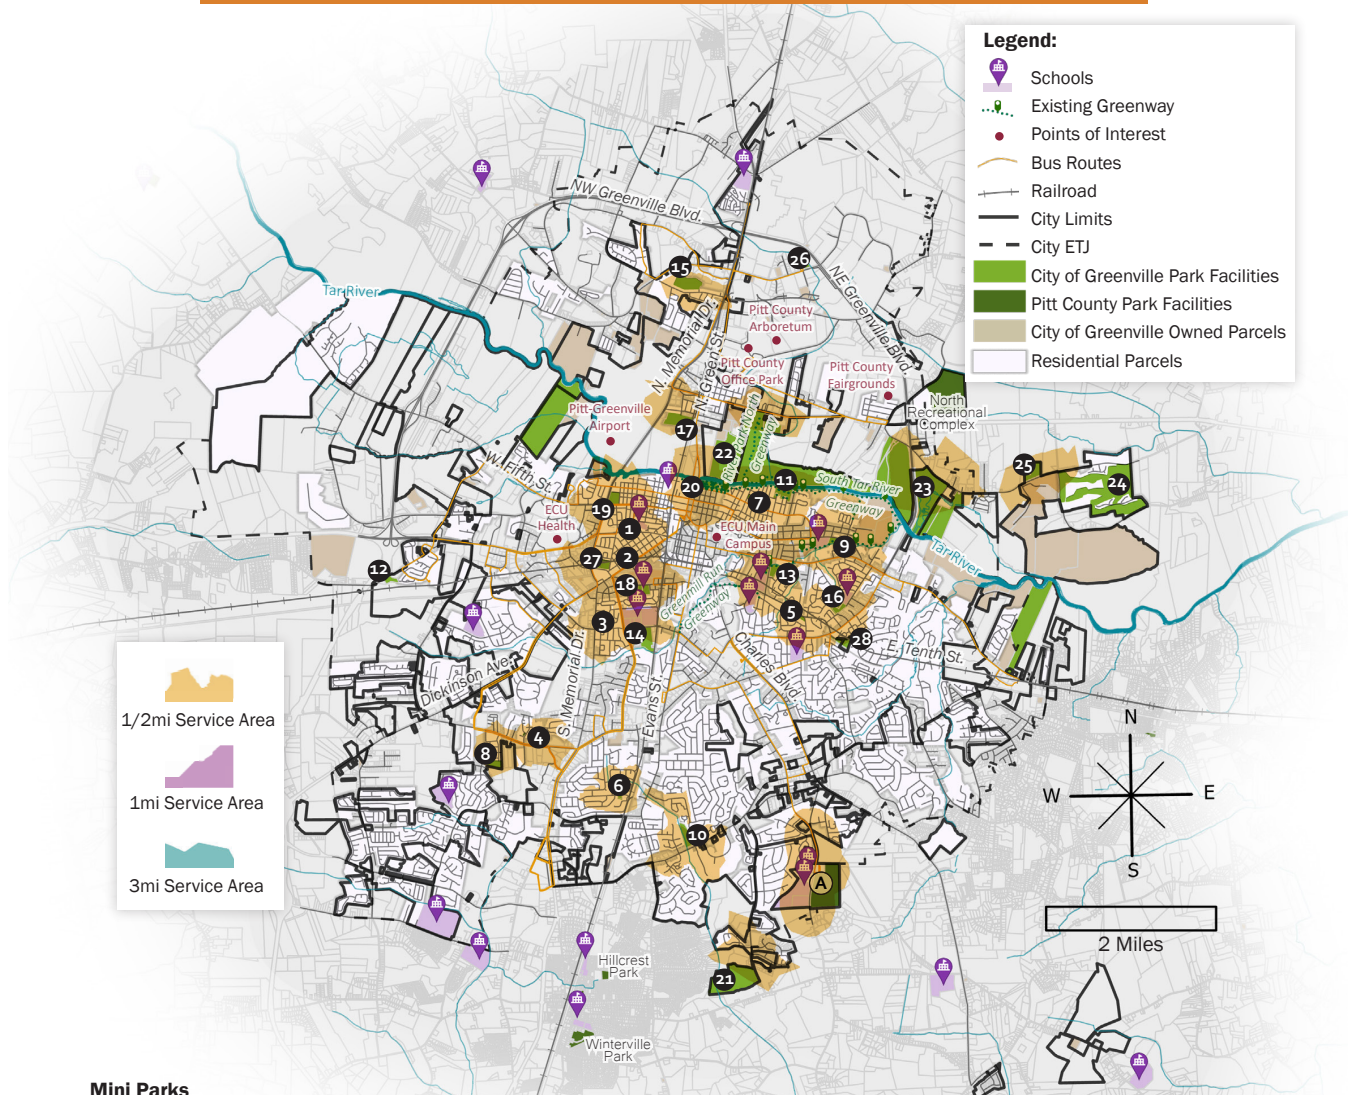 Legend:
Schools
Existing Greenway
Points of Interest
Bus Routes
Railroad
City Limits
City ETJ
City of Greenville Park Facilities
Pitt County Park Facilities
City of Greenville Owned Parcels
Residential Parcels
NW Greenville Blvd.
26
15
NE Greenville Blvd.
Tar River
N. Memorial Dr.
N. Green St.
Pitt County
Arboretum
Pitt County
Office Park
Pitt County
Fairgrounds
North
Recreational
Complex
Pitt-Greenville
Airport
17
22
River Park North
Greenway
25
24
W. Fifth St.
20
11
South Tar River
Greenway
23
19
7
ECU
Health
1
ECU Main
Campus
9
Tar River
27
2
12
18
13
Greenmill Run
Greenway
16
5
3
14
28
E. Tenth St.
Charles Blvd.
Dickinson Ave.
S. Memorial Dr.
Evans St.
1/2mi Service Area
1mi Service Area
3mi Service Area
4
8
6
10
A
21
N
W
E
S
2 Miles
Hillcrest
Park
Winterville
Park
Mini Parks